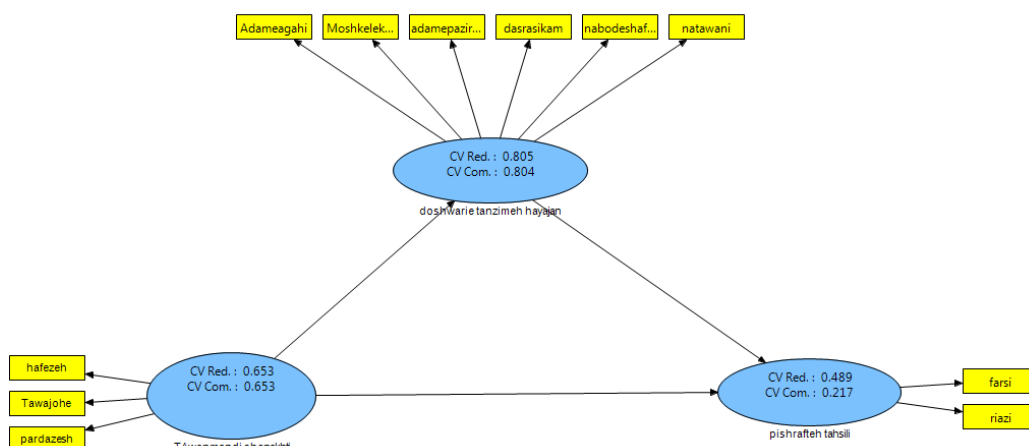 Adameagahi
Moshkelek...
adamepazir...
dasrasikam
nabodeshaf...
natawani
CV Red. : 0.805
CV Com. : 0.804
doshwarie tanzimeh hayajan
hafezeh
Tawajohe
pardazesh
CV Red. : 0.653
CV Com. : 0.653
CV Red. : 0.489
CV Com. : 0.217
pishrafteh tahsili
farsi
riazi